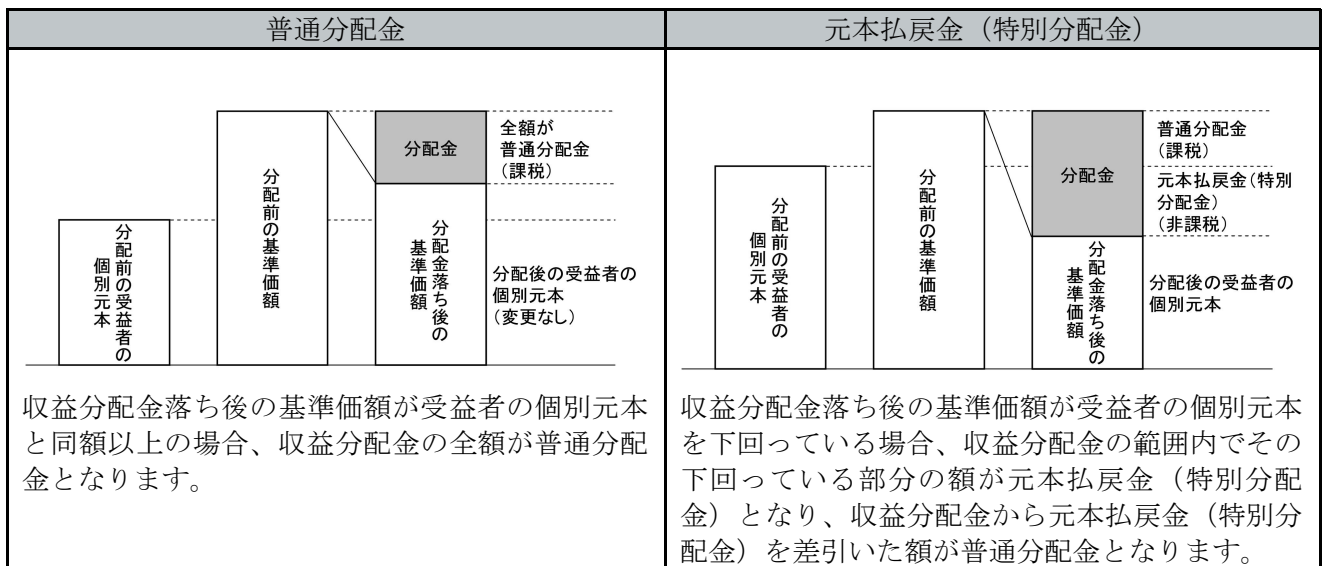 普通分配金
分配前の受益者の
個別元本
分配前の基準価額
分配金
分配金落ち後の
基準価額
全額が
普通分配金
(課税)
分配後の受益者の
個別元本
(変更なし)
収益分配金落ち後の基準価額が受益者の個別元本
と同額以上の場合、収益分配金の全額が普通分配
金となります。
元本払戻金（特別分配金）
分配前の受益者の
個別元本
分配前の基準価額
分配金
分配金落ち後の
基準価額
普通分配金
(課税)
元本払戻金(特別
分配金)
(非課税)
分配後の受益者の
個別元本
収益分配金落ち後の基準価額が受益者の個別元本
を下回っている場合、収益分配金の範囲内でその
下回っている部分の額が元本払戻金（特別分配
金）となり、収益分配金から元本払戻金（特別分
配金）を差引いた額が普通分配金となります。